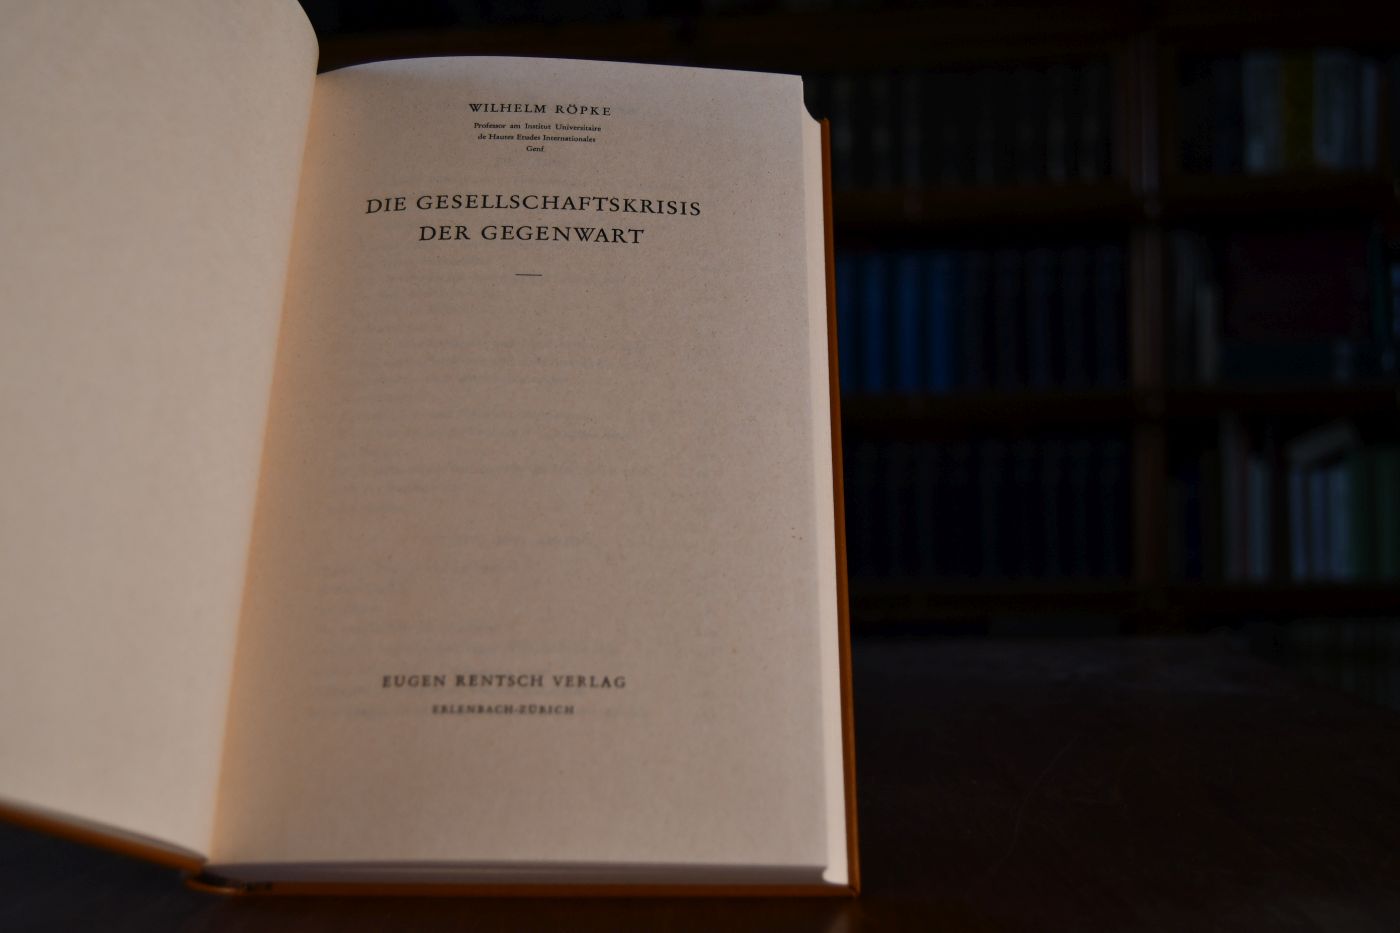 WILHELM RÖPKE
Professor am Institut Universitaire
de Hautes Etudes Internationales
Genf
DIE GESELLSCHAFTSKRISIS
DER GEGENWART
EUGEN RENTSCH VERLAG
ERLENBACH-ZÜRICH